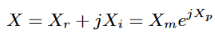 X = X_r + jX_i = X_m e^{jX_p}